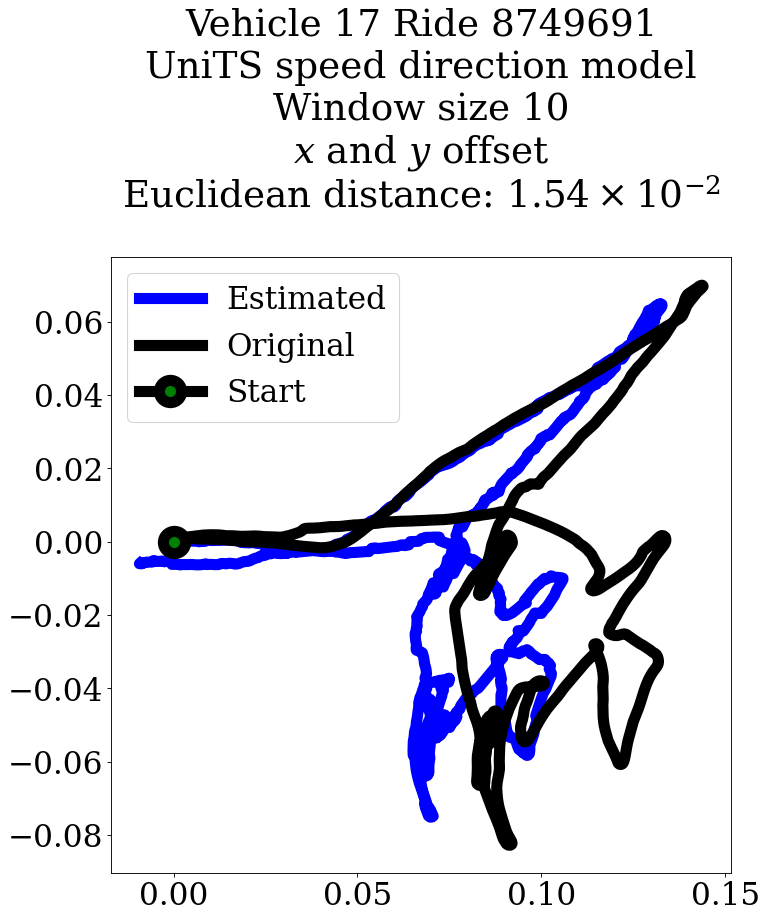 Vehicle 17 Ride 8749691
UniTS speed direction model
Window size 10
x and y offset
Euclidean distance: 1.54 × 10⁻²
Estimated
Original
Start
0.06
0.04
0.02
0.00
−0.02
−0.04
−0.06
−0.08
0.00 0.05 0.10 0.15